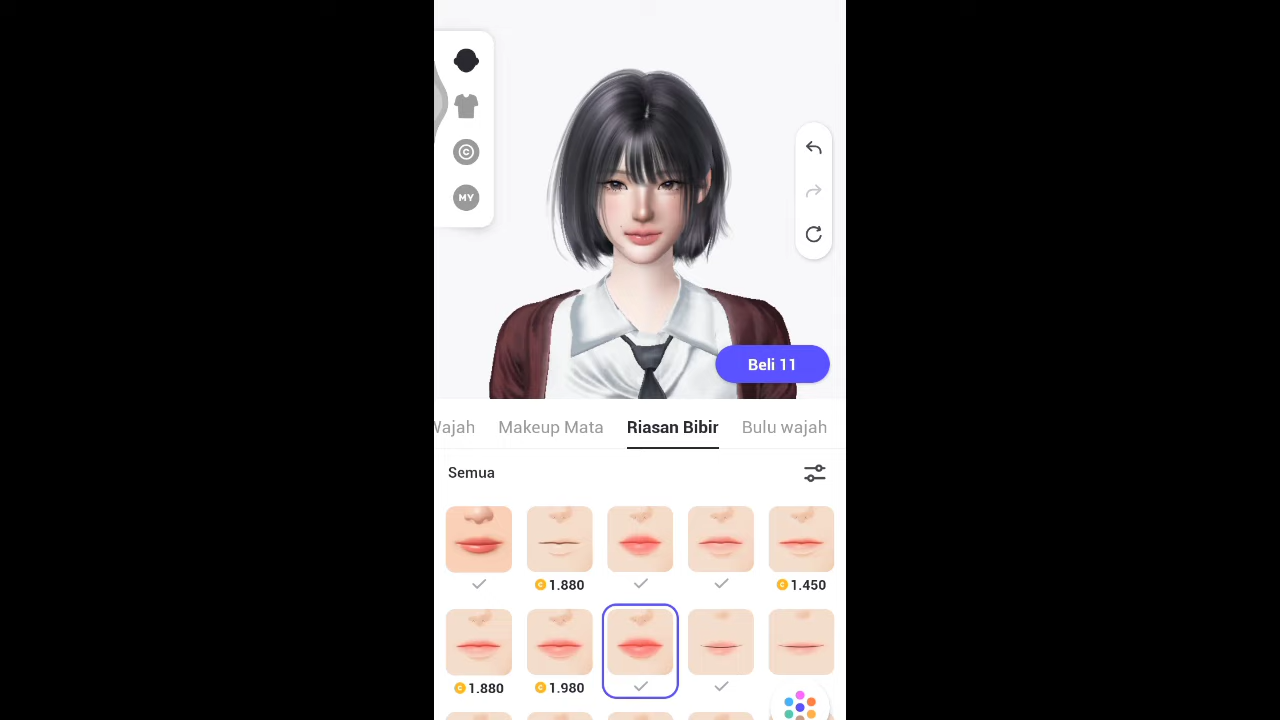 ©
MY
Beli 11
Wajah
Makeup Mata
Riasan Bibir
Bulu wajah
Semua
1.880
1.450
1.880
1.980